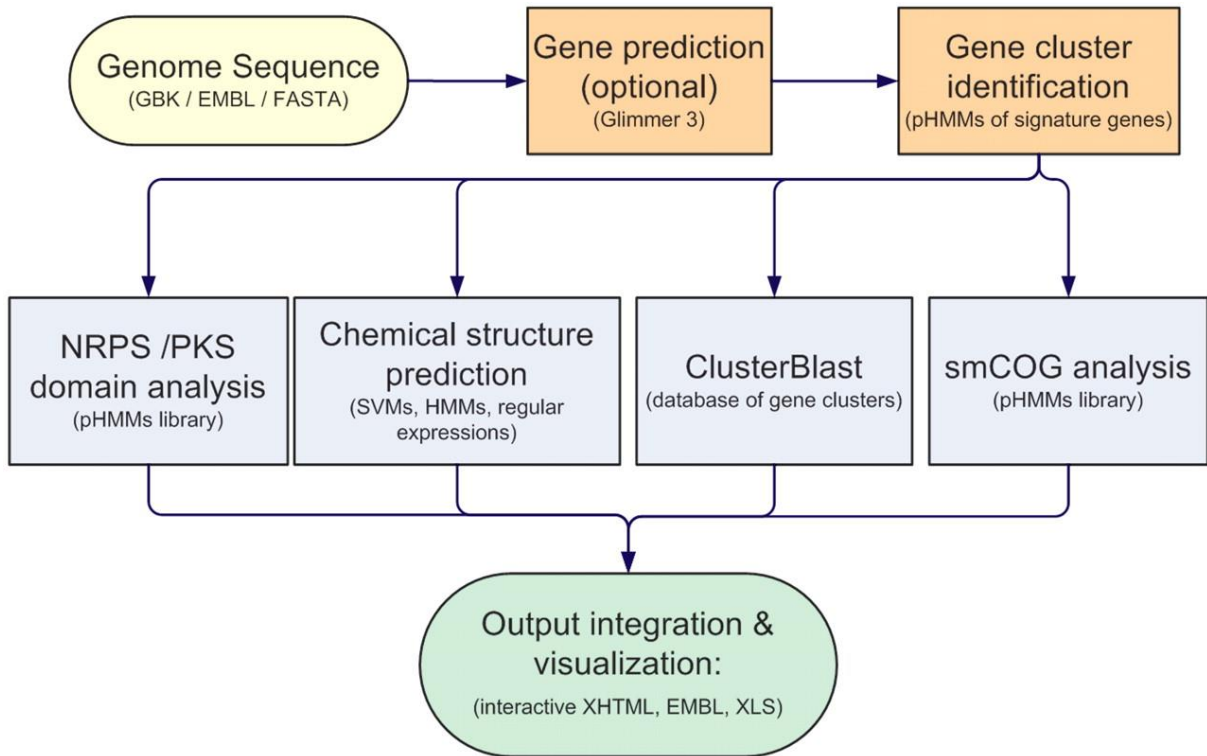 Genome Sequence
(GBK / EMBL / FASTA)
Gene prediction
(optional)
(Glimmer 3)
Gene cluster
identification
(pHMMs of signature genes)
NRPS /PKS
domain analysis
(pHMMs library)
Chemical structure
prediction
(SVMs, HMMs, regular
expressions)
ClusterBlast
(database of gene clusters)
smCOG analysis
(pHMMs library)
Output integration &
visualization:
(interactive XHTML, EMBL, XLS)